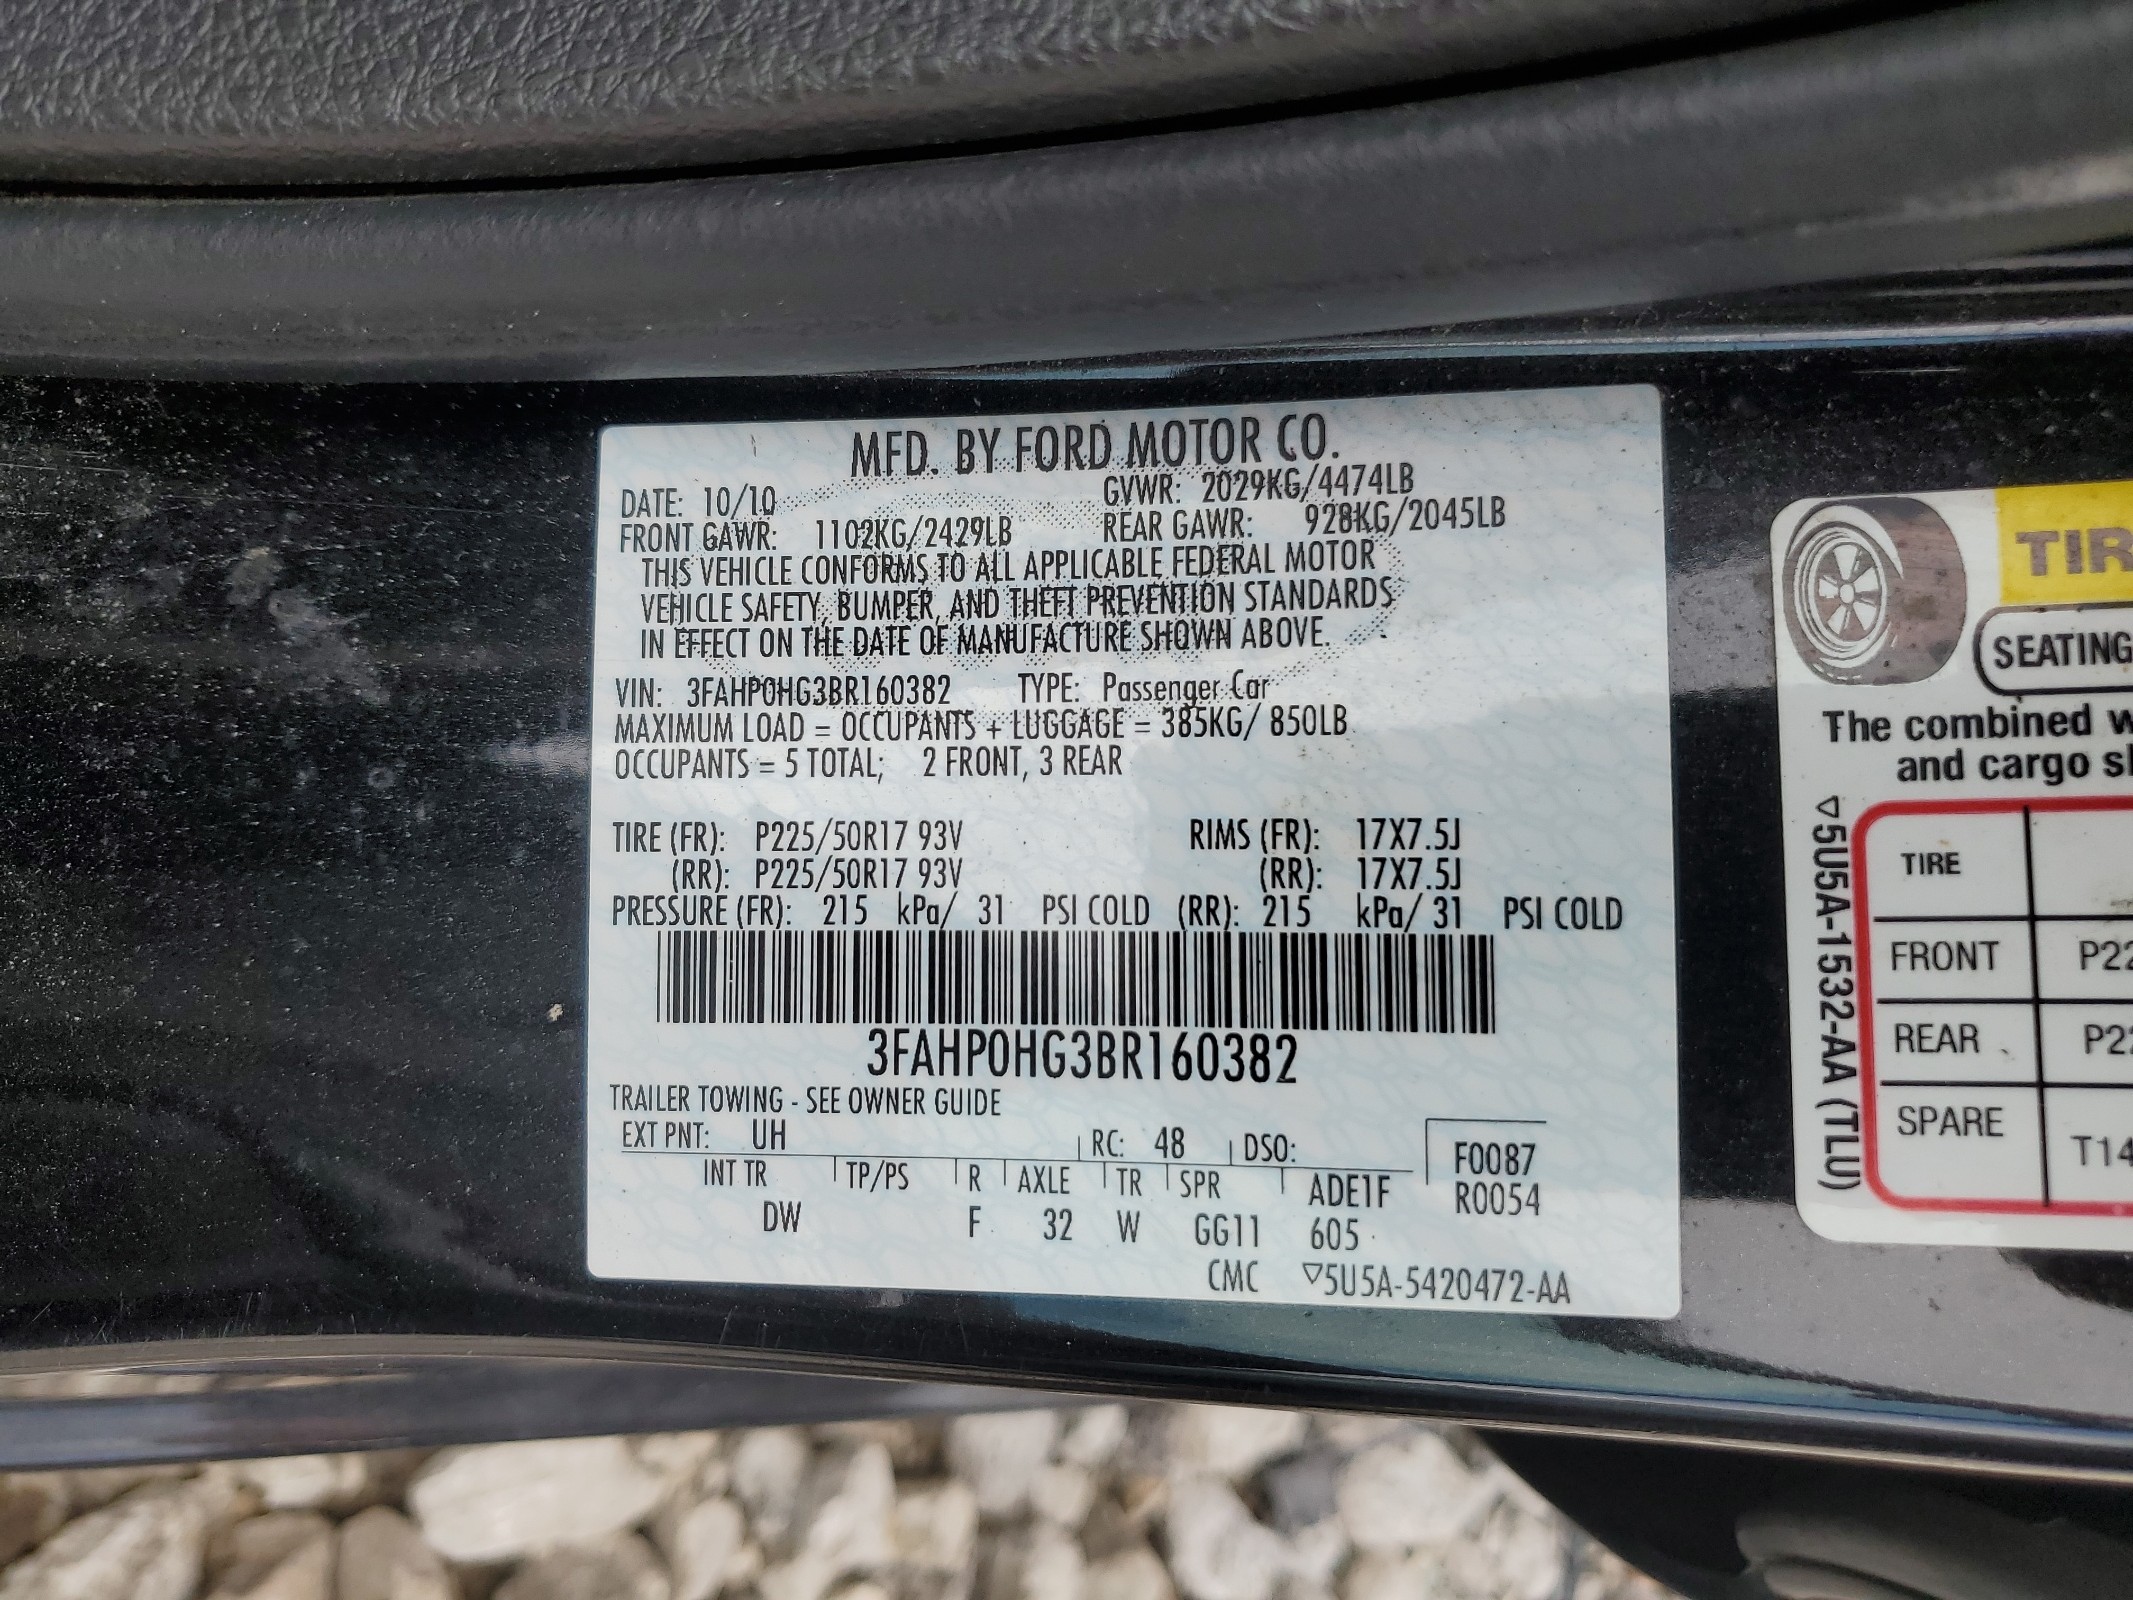 MFD. BY FORD MOTOR CO.
DATE: 10/10 GVWR: 2029KG/4474LB
FRONT GAWR: 1102KG/2429LB REAR GAWR: 928KG/2045LB
THIS VEHICLE CONFORMS TO ALL APPLICABLE FEDERAL MOTOR
VEHICLE SAFETY, BUMPER, AND THEFT PREVENTION STANDARDS
IN EFFECT ON THE DATE OF MANUFACTURE SHOWN ABOVE.
VIN: 3FAHP0HG3BR160382 TYPE: Passenger Car
MAXIMUM LOAD = OCCUPANTS + LUGGAGE = 385KG/ 850LB
OCCUPANTS = 5 TOTAL; 2 FRONT, 3 REAR
TIRE (FR): P225/50R17 93V RIMS (FR): 17X7.5J
(RR): P225/50R17 93V (RR): 17X7.5J
PRESSURE (FR): 215 kPa/ 31 PSI COLD (RR): 215 kPa/ 31 PSI COLD
3FAHP0HG3BR160382
TRAILER TOWING - SEE OWNER GUIDE
EXT PNT: UH RC: 48 DSO: F0087
INT TR TP/PS R AXLE TR SPR ADE1F R0054
DW F 32 W GG11 605
CMC ▽5U5A-5420472-AA
TIR
SEATING
The combined w
and cargo sh
▽5U5A-1532-AA (TLU)
TIRE
FRONT P22
REAR P22
SPARE T14